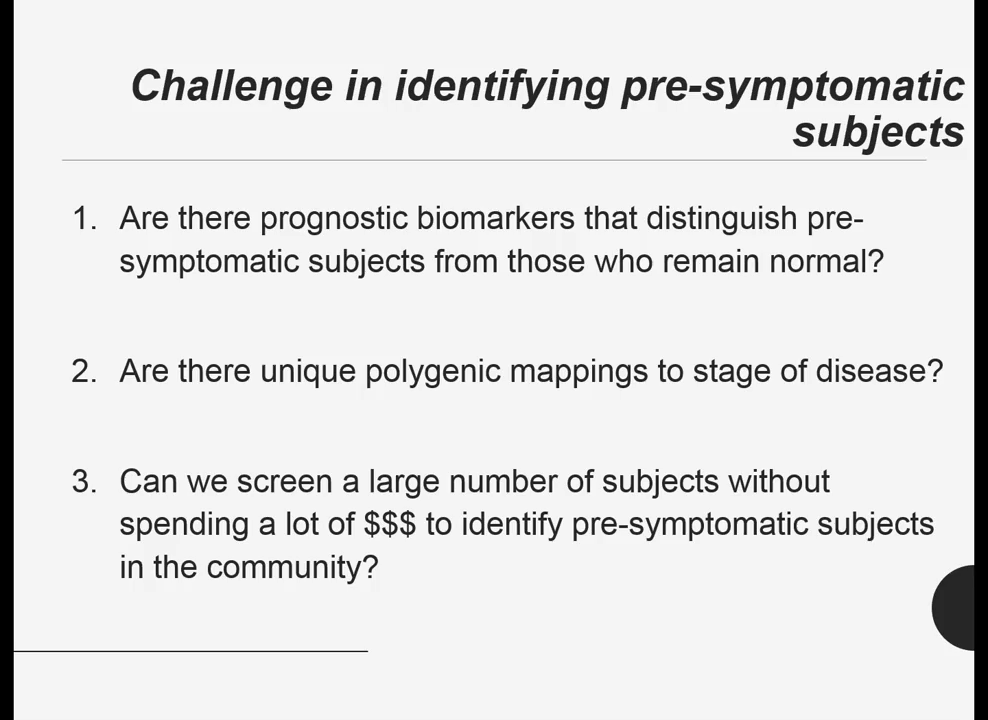 Challenge in identifying pre-symptomatic
subjects
1. Are there prognostic biomarkers that distinguish pre-
symptomatic subjects from those who remain normal?
2. Are there unique polygenic mappings to stage of disease?
3. Can we screen a large number of subjects without
spending a lot of $$$ to identify pre-symptomatic subjects
in the community?